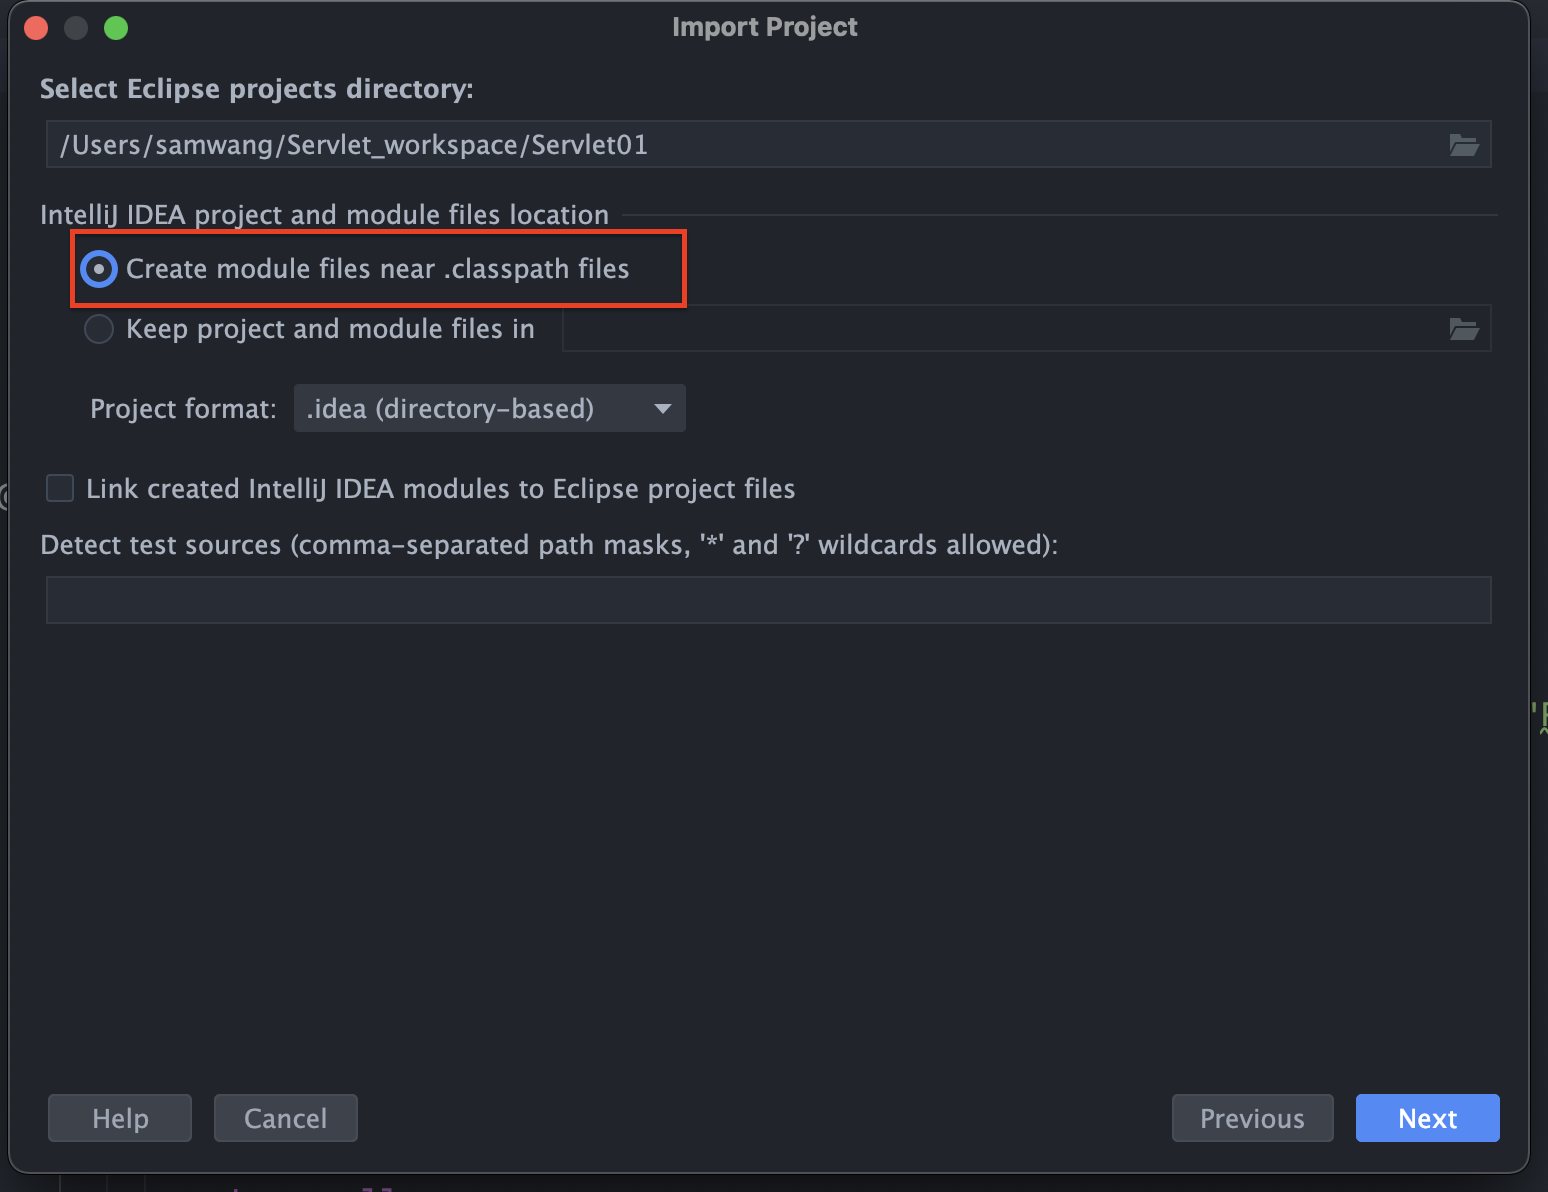 Import Project
Select Eclipse projects directory:
/Users/samwang/Servlet_workspace/Servlet01
IntelliJ IDEA project and module files location
Create module files near .classpath files
Keep project and module files in
Project format: .idea (directory-based)
Link created IntelliJ IDEA modules to Eclipse project files
Detect test sources (comma-separated path masks, '*' and '?' wildcards allowed):
Help Cancel Previous Next